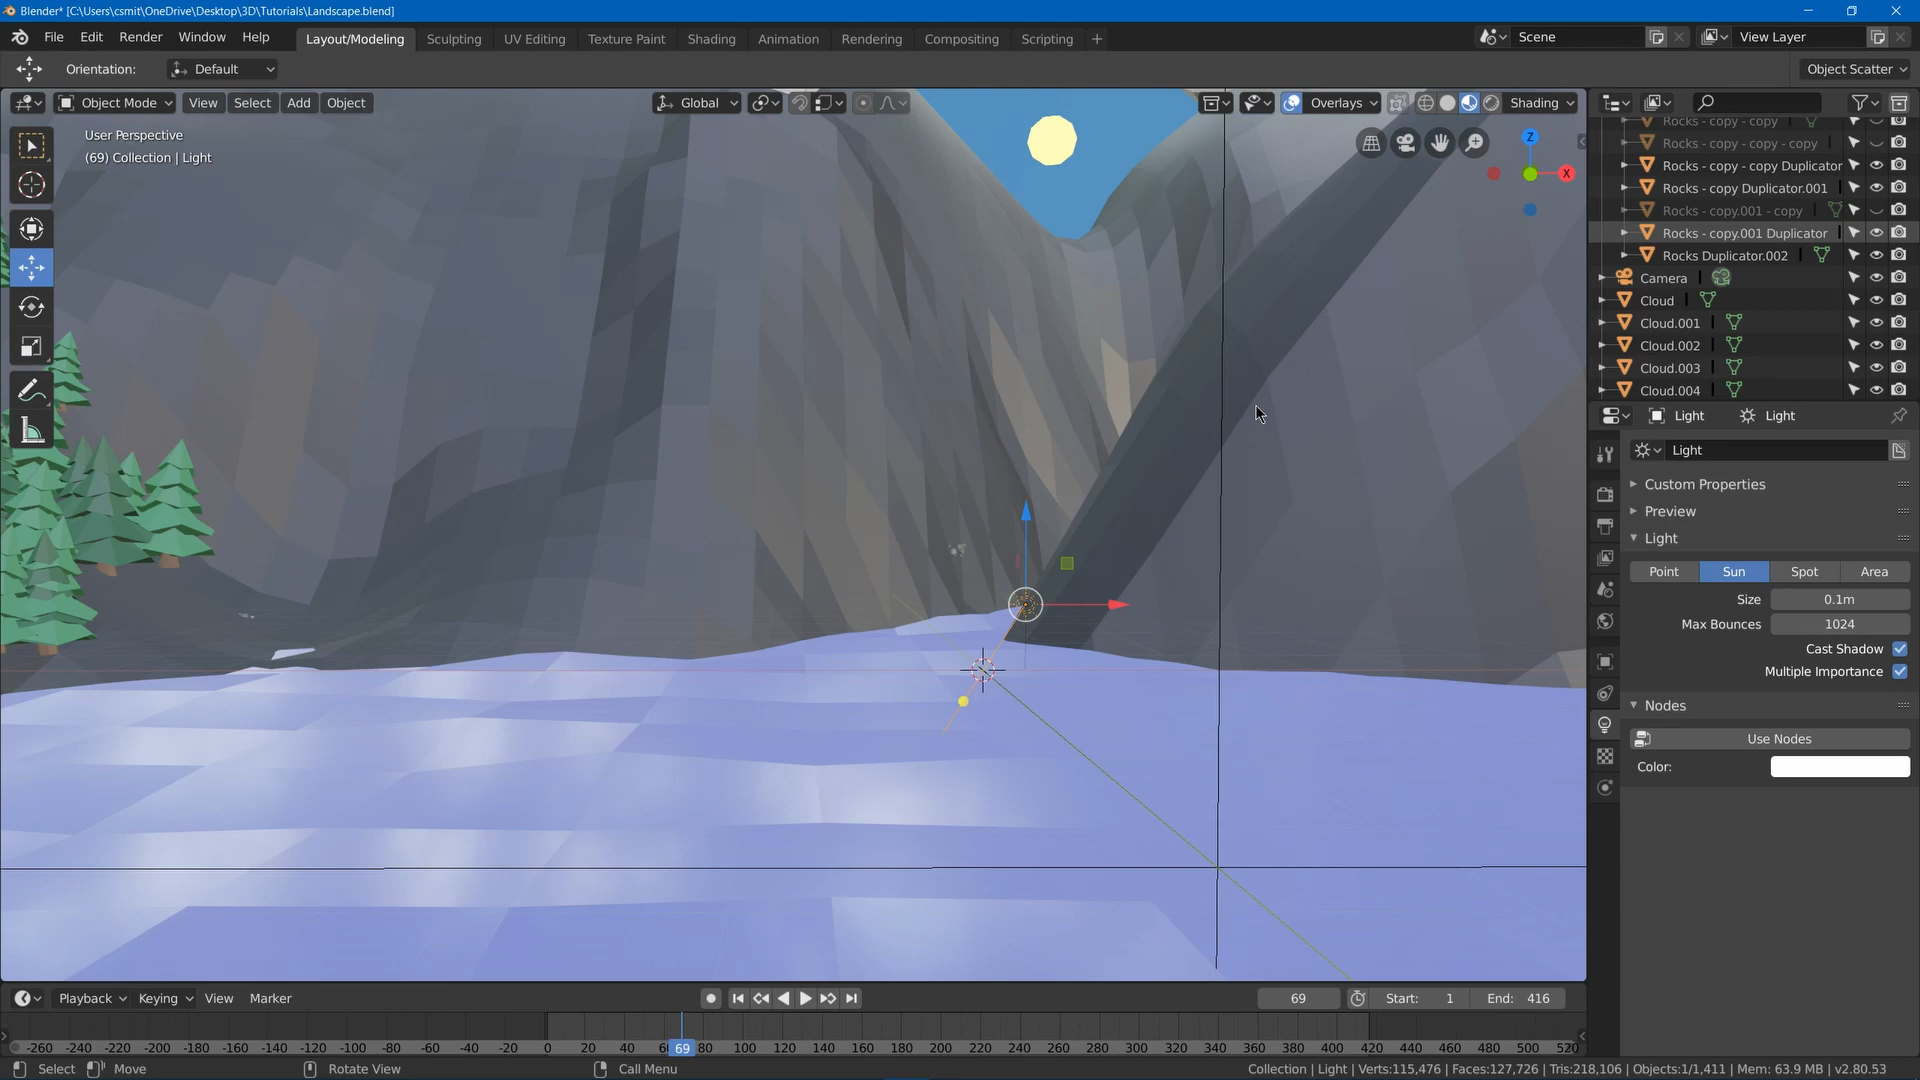 Blender* [C:\Users\csmit\OneDrive\Desktop\3D\Tutorials\Landscape.blend]
File Edit Render Window Help Layout/Modeling Sculpting UV Editing Texture Paint Shading Animation Rendering Compositing Scripting + Scene View Layer
Orientation: Default Object Scatter
Object Mode View Select Add Object Global Overlays Shading
User Perspective
(69) Collection | Light
Z
X
Rocks - copy - copy
Rocks - copy - copy - copy
Rocks - copy - copy Duplicator
Rocks - copy Duplicator.001
Rocks - copy.001 - copy
Rocks - copy.001 Duplicator
Rocks Duplicator.002
Camera
Cloud
Cloud.001
Cloud.002
Cloud.003
Cloud.004
Light Light
Light
Custom Properties
Preview
Light
Point Sun Spot Area
Size 0.1m
Max Bounces 1024
Cast Shadow
Multiple Importance
Nodes
Use Nodes
Color:
Playback Keying View Marker 69 Start: 1 End: 416
-260 -240 -220 -200 -180 -160 -140 -120 -100 -80 -60 -40 -20 0 20 40 69 80 100 120 140 160 180 200 220 240 260 280 300 320 340 360 380 400 420 440 460 480 500 520
Select Move Rotate View Call Menu Collection | Light | Verts:115,476 | Faces:127,726 | Tris:218,106 | Objects:1/1,411 | Mem: 63.9 MB | v2.80.53